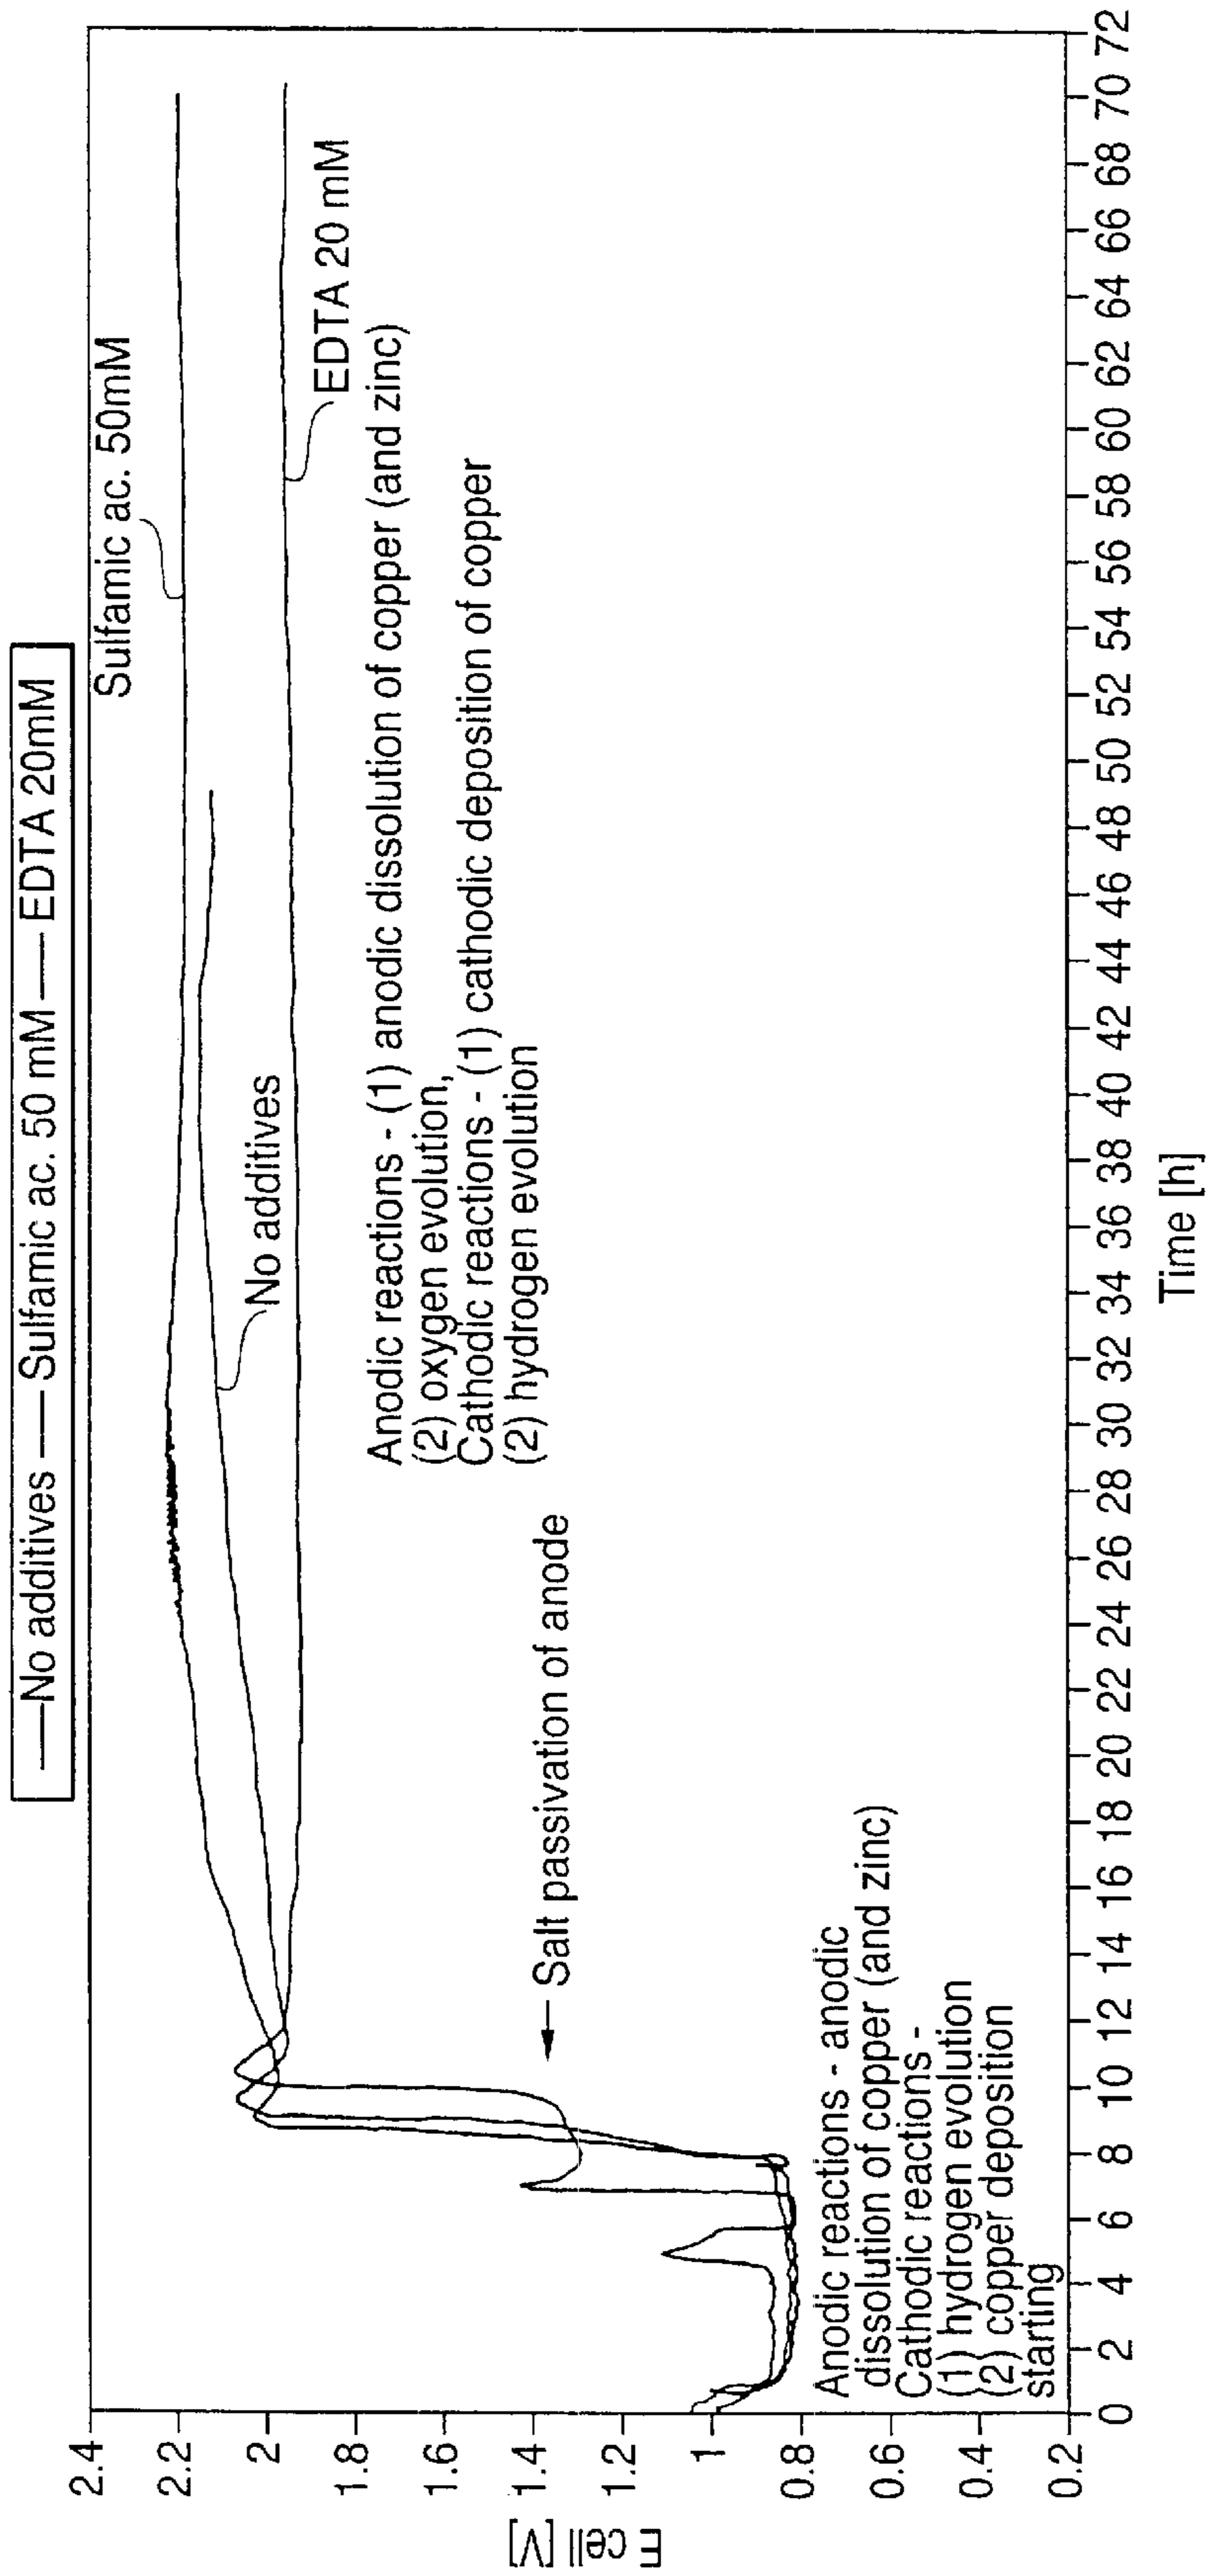 —No additives —Sulfamic ac. 50 mM —EDTA 20mM
Sulfamic ac. 50mM
EDTA 20 mM
No additives
Anodic reactions - (1) anodic dissolution of copper (and zinc)
(2) oxygen evolution,
Cathodic reactions - (1) cathodic deposition of copper
(2) hydrogen evolution
Salt passivation of anode
Anodic reactions - anodic
dissolution of copper (and zinc)
Cathodic reactions -
(1) hydrogen evolution
(2) copper deposition
starting
E cell [V]
2.4
2.2
2
1.8
1.6
1.4
1.2
1
0.8
0.6
0.4
0.2
0 2 4 6 8 10 12 14 16 18 20 22 24 26 28 30 32 34 36 38 40 42 44 46 48 50 52 54 56 58 60 62 64 66 68 70 72
Time [h]